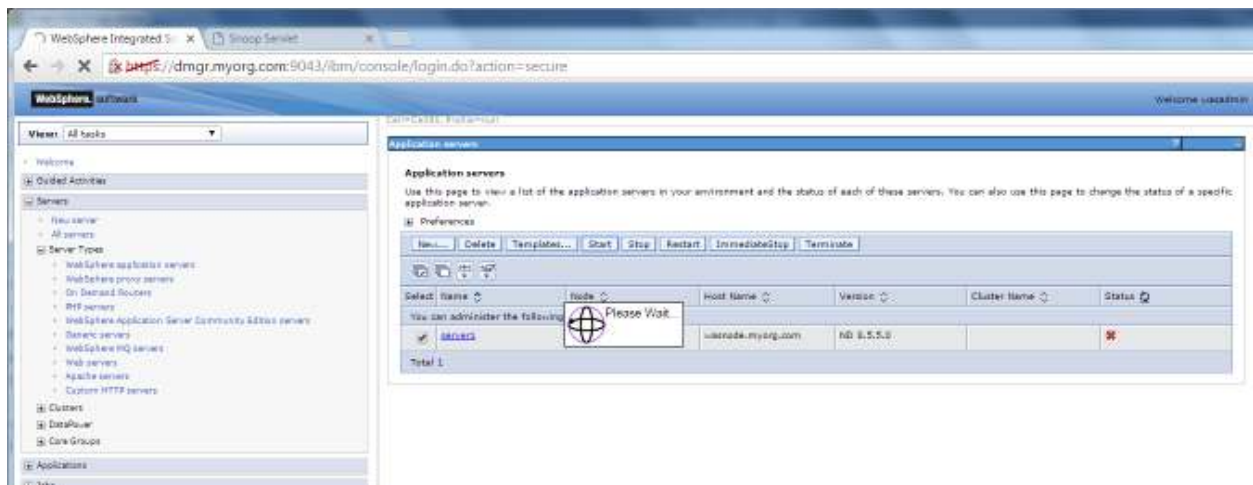 WebSphere Integrated S
Snoop Servlet
https://dmgr.myorg.com:9043/ibm/console/login.do?action=secure
WebSphere. software
Welcome wasadmin
View: All tasks
Application servers
Welcome
Guided Activities
Servers
New server
All servers
Server Types
WebSphere application servers
WebSphere proxy servers
On Demand Routers
PHP servers
WebSphere Application Server Community Edition servers
Generic servers
WebSphere MQ servers
Web servers
Apache servers
Custom HTTP servers
Clusters
DataPower
Core Groups
Applications
Jobs
Application servers
Use this page to view a list of the application servers in your environment and the status of each of these servers. You can also use this page to change the status of a specific
application server.
Preferences
New... Delete Templates... Start Stop Restart ImmediateStop Terminate
Select Name Node Host Name Version Cluster Name Status
You can administer the following
Please Wait
wasnode.myorg.com ND 8.5.5.0
Total 1